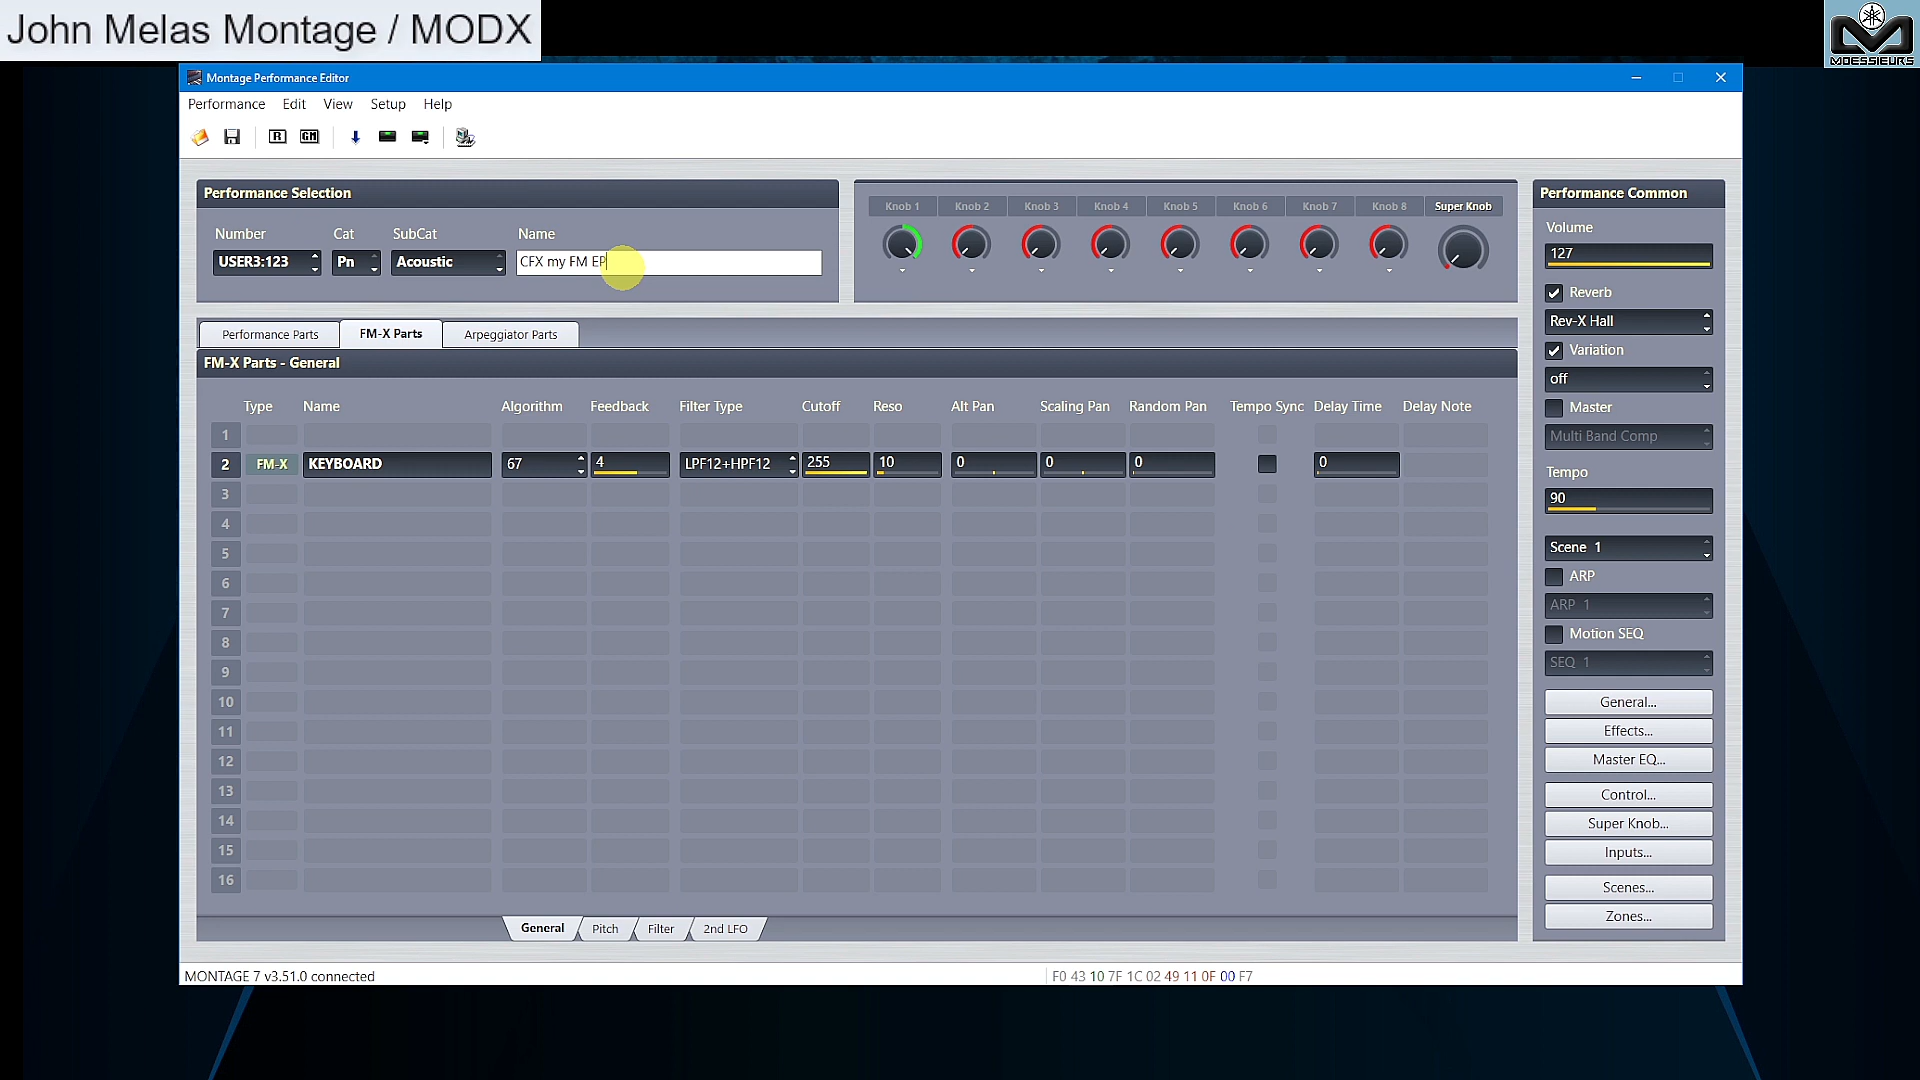 John Melas Montage / MODX
MOESSIEURS
Montage Performance Editor
Performance Edit View Setup Help
R GM
Performance Selection
Number Cat SubCat Name
USER3:123 Pn Acoustic CFX my FM EP
Knob 1 Knob 2 Knob 3 Knob 4 Knob 5 Knob 6 Knob 7 Knob 8 Super Knob
Performance Parts FM-X Parts Arpeggiator Parts
FM-X Parts - General
Type Name Algorithm Feedback Filter Type Cutoff Reso Alt Pan Scaling Pan Random Pan Tempo Sync Delay Time Delay Note
1
2 FM-X KEYBOARD 67 4 LPF12+HPF12 255 10 0 0 0 0
3
4
5
6
7
8
9
10
11
12
13
14
15
16
General Pitch Filter 2nd LFO
Performance Common
Volume
127
Reverb
Rev-X Hall
Variation
off
Master
Multi Band Comp
Tempo
90
Scene 1
ARP
ARP 1
Motion SEQ
SEQ 1
General...
Effects...
Master EQ...
Control...
Super Knob...
Inputs...
Scenes...
Zones...
MONTAGE 7 v3.51.0 connected
F0 43 10 7F 1C 02 49 11 0F 00 F7